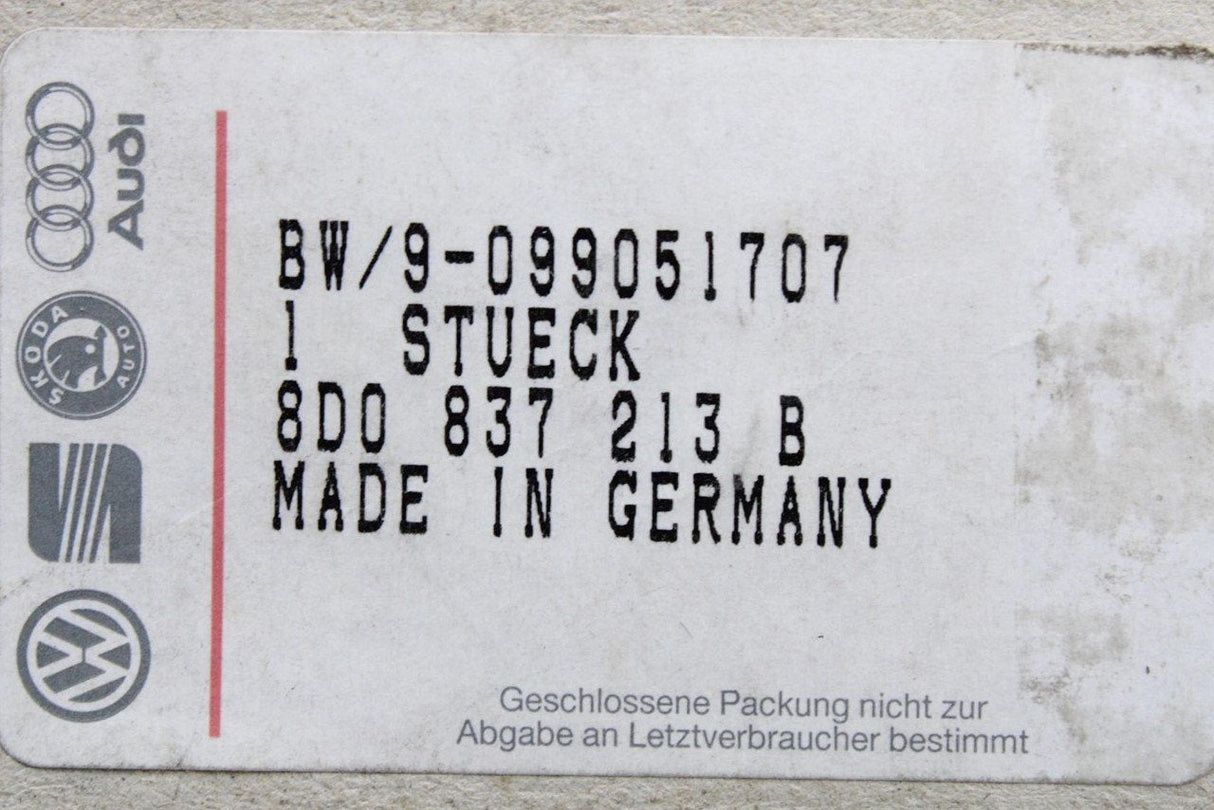 Audi
SKODA AUTO
BW/9-099051707
1 STUECK
8D0 837 213 B
MADE IN GERMANY
Geschlossene Packung nicht zur
Abgabe an Letztverbraucher bestimmt